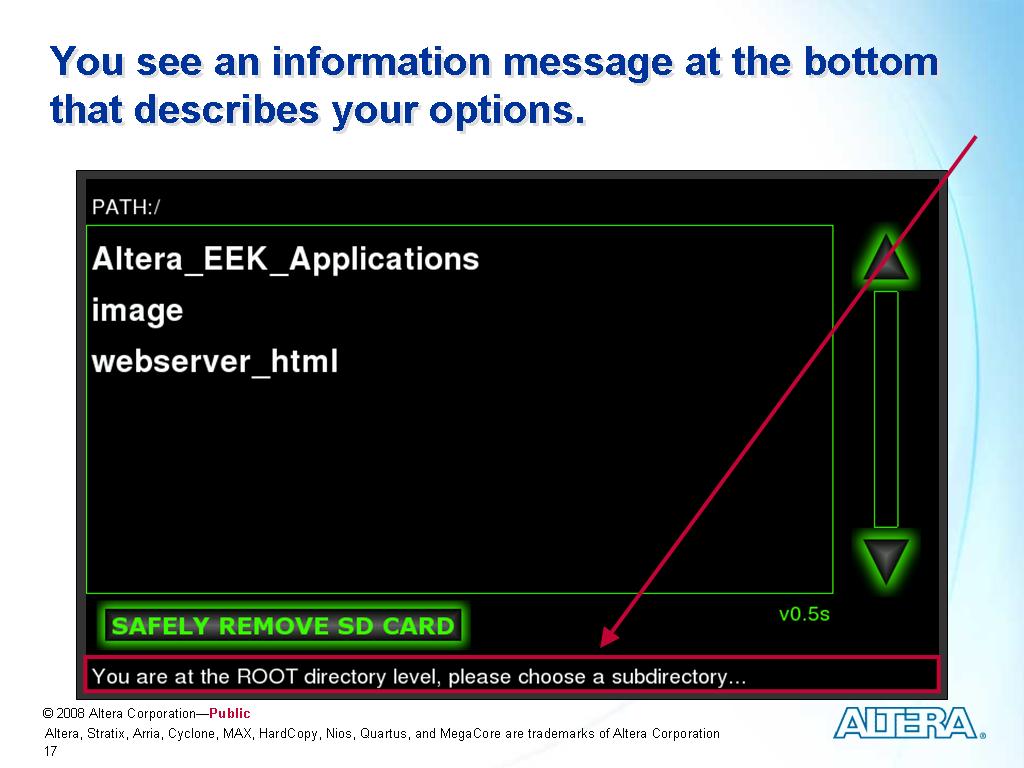 You see an information message at the bottom
that describes your options.
PATH:/
Altera_EEK_Applications
image
webserver_html
SAFELY REMOVE SD CARD
v0.5s
You are at the ROOT directory level, please choose a subdirectory...
© 2008 Altera Corporation—Public
Altera, Stratix, Arria, Cyclone, MAX, HardCopy, Nios, Quartus, and MegaCore are trademarks of Altera Corporation
17
ALTERA®